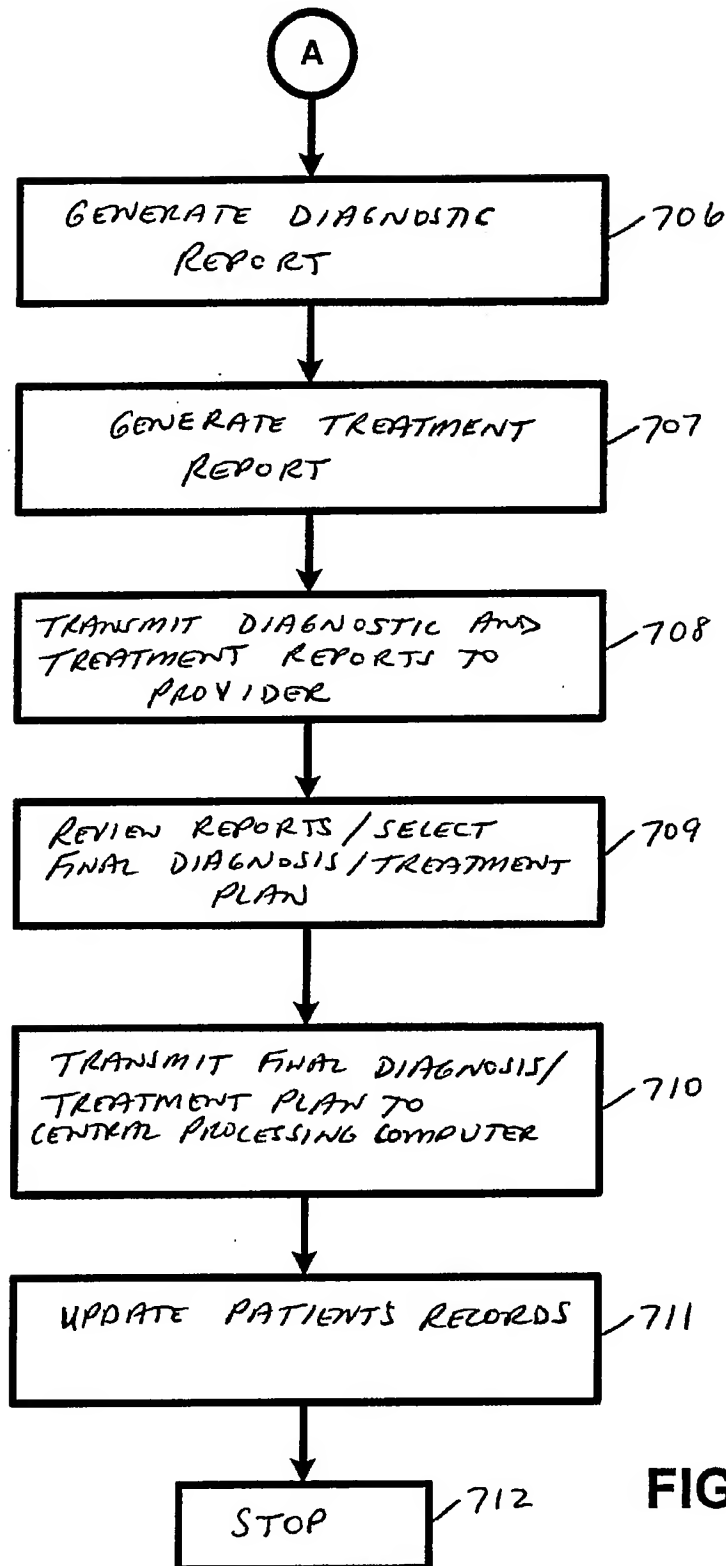 A
GENERATE DIAGNOSTIC
REPORT
706
GENERATE TREATMENT
REPORT
707
TRANSMIT DIAGNOSTIC AND
TREATMENT REPORTS TO
PROVIDER
708
REVIEW REPORTS / SELECT
FINAL DIAGNOSIS / TREATMENT
PLAN
709
TRANSMIT FINAL DIAGNOSIS/
TREATMENT PLAN TO
CENTRAL PROCESSING COMPUTER
710
UPDATE PATIENTS RECORDS
711
STOP
712
FIG